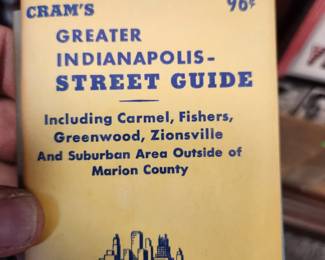 CRAM'S 96¢
GREATER
INDIANAPOLIS-
STREET GUIDE
Including Carmel, Fishers,
Greenwood, Zionsville
And Suburban Area Outside of
Marion County